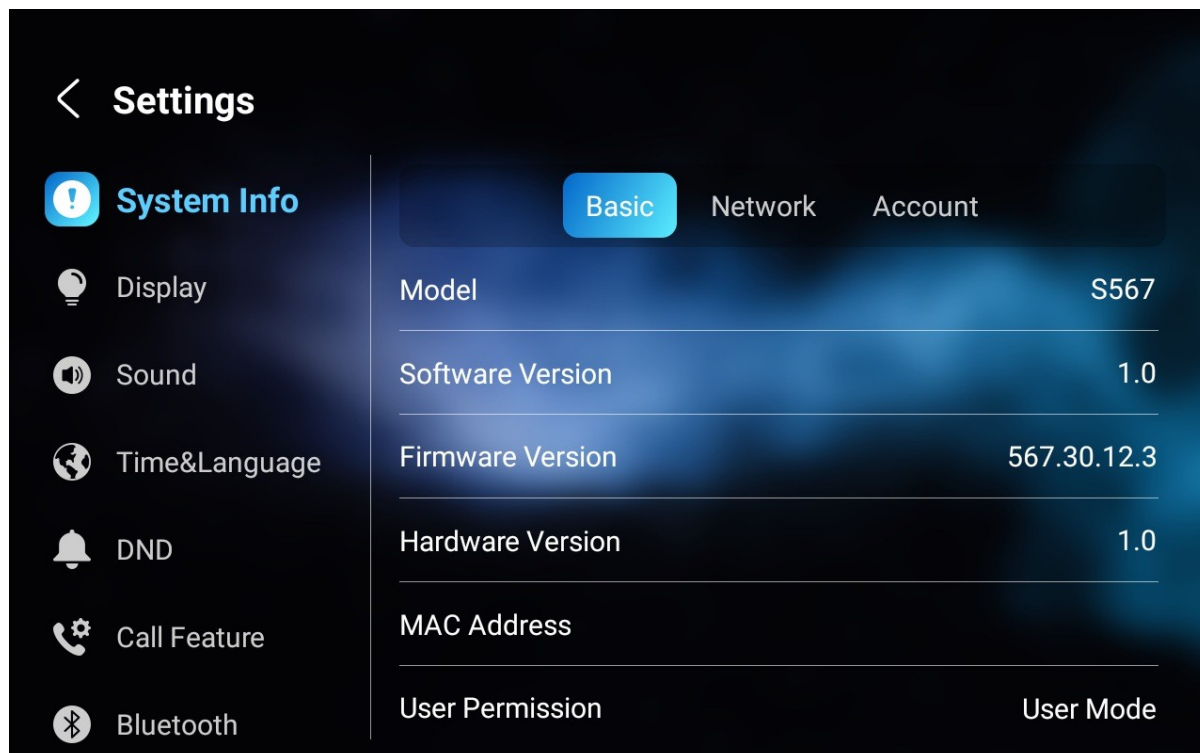 Settings
System Info
Display
Sound
Time&Language
DND
Call Feature
Bluetooth
Basic Network Account
Model S567
Software Version 1.0
Firmware Version 567.30.12.3
Hardware Version 1.0
MAC Address
User Permission User Mode